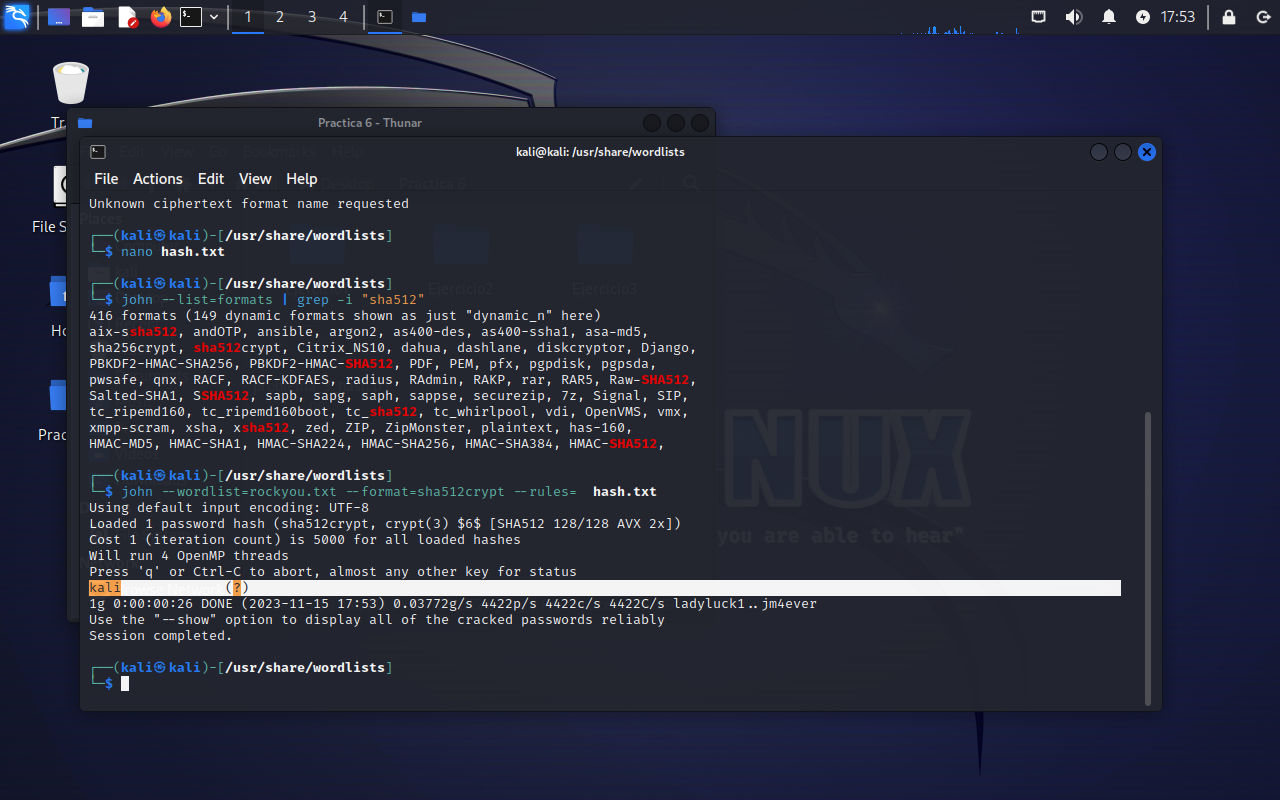 1 2 3 4 17:53
Practica 6 - Thunar
kali@kali: /usr/share/wordlists
File Actions Edit View Help
Unknown ciphertext format name requested
┌──(kali㉿kali)-[/usr/share/wordlists]
└─$ nano hash.txt
┌──(kali㉿kali)-[/usr/share/wordlists]
└─$ john --list=formats | grep -i "sha512"
416 formats (149 dynamic formats shown as just "dynamic_n" here)
aix-ssha512, andOTP, ansible, argon2, as400-des, as400-ssha1, asa-md5,
sha256crypt, sha512crypt, Citrix_NS10, dahua, dashlane, diskcryptor, Django,
PBKDF2-HMAC-SHA256, PBKDF2-HMAC-SHA512, PDF, PEM, pfx, pgpdisk, pgpsda,
pwsafe, qnx, RACF, RACF-KDFAES, radius, RAdmin, RAKP, rar, RAR5, Raw-SHA512,
Salted-SHA1, SSHA512, sapb, sapg, saph, sappse, securezip, 7z, Signal, SIP,
tc_ripemd160, tc_ripemd160boot, tc_sha512, tc_whirlpool, vdi, OpenVMS, vmx,
xmpp-scram, xsha, xsha512, zed, ZIP, ZipMonster, plaintext, has-160,
HMAC-MD5, HMAC-SHA1, HMAC-SHA224, HMAC-SHA256, HMAC-SHA384, HMAC-SHA512,
┌──(kali㉿kali)-[/usr/share/wordlists]
└─$ john --wordlist=rockyou.txt --format=sha512crypt --rules=  hash.txt
Using default input encoding: UTF-8
Loaded 1 password hash (sha512crypt, crypt(3) $6$ [SHA512 128/128 AVX 2x])
Cost 1 (iteration count) is 5000 for all loaded hashes
Will run 4 OpenMP threads
Press 'q' or Ctrl-C to abort, almost any other key for status
kali             (?)
1g 0:00:00:26 DONE (2023-11-15 17:53) 0.03772g/s 4422p/s 4422c/s 4422C/s ladyluck1..jm4ever
Use the "--show" option to display all of the cracked passwords reliably
Session completed.
┌──(kali㉿kali)-[/usr/share/wordlists]
└─$
Tr
File S
Ho
Prac
Ejercicio2
Ejercicio3
NUX
you are able to hear"